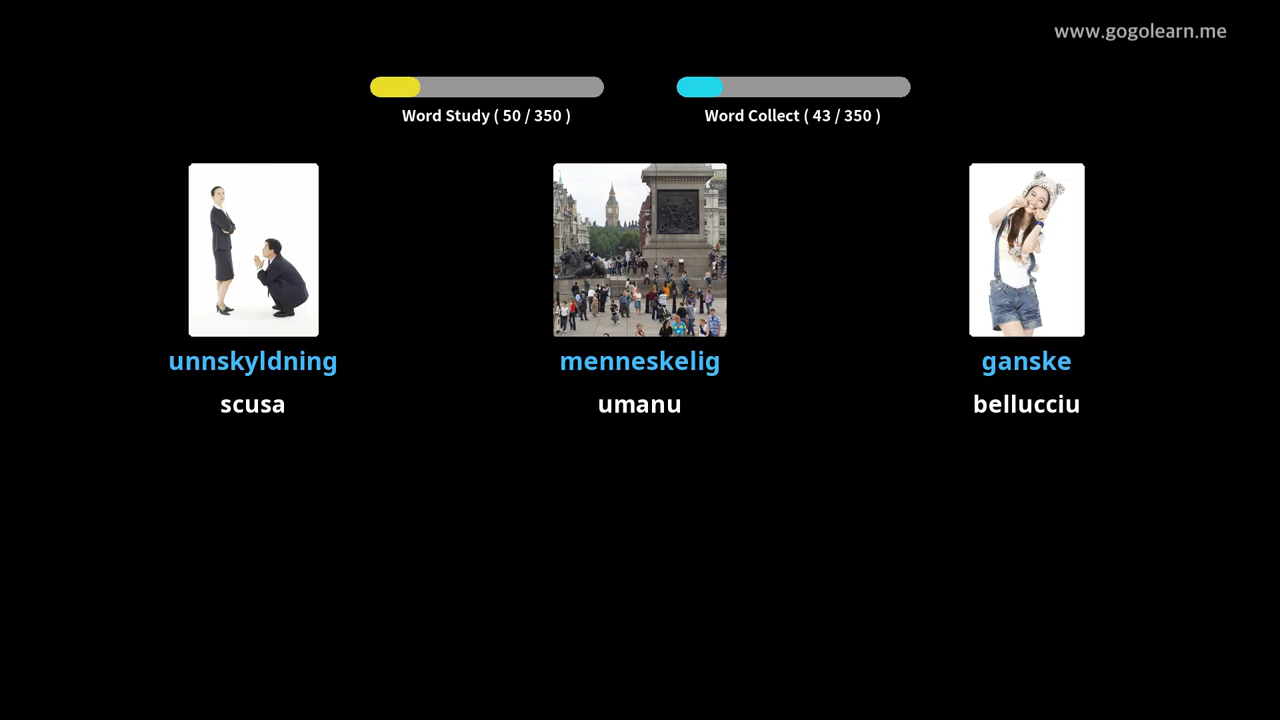 www.gogolearn.me
Word Study ( 50 / 350 )
Word Collect ( 43 / 350 )
unnskyldning
menneskelig
ganske
scusa
umanu
bellucciu